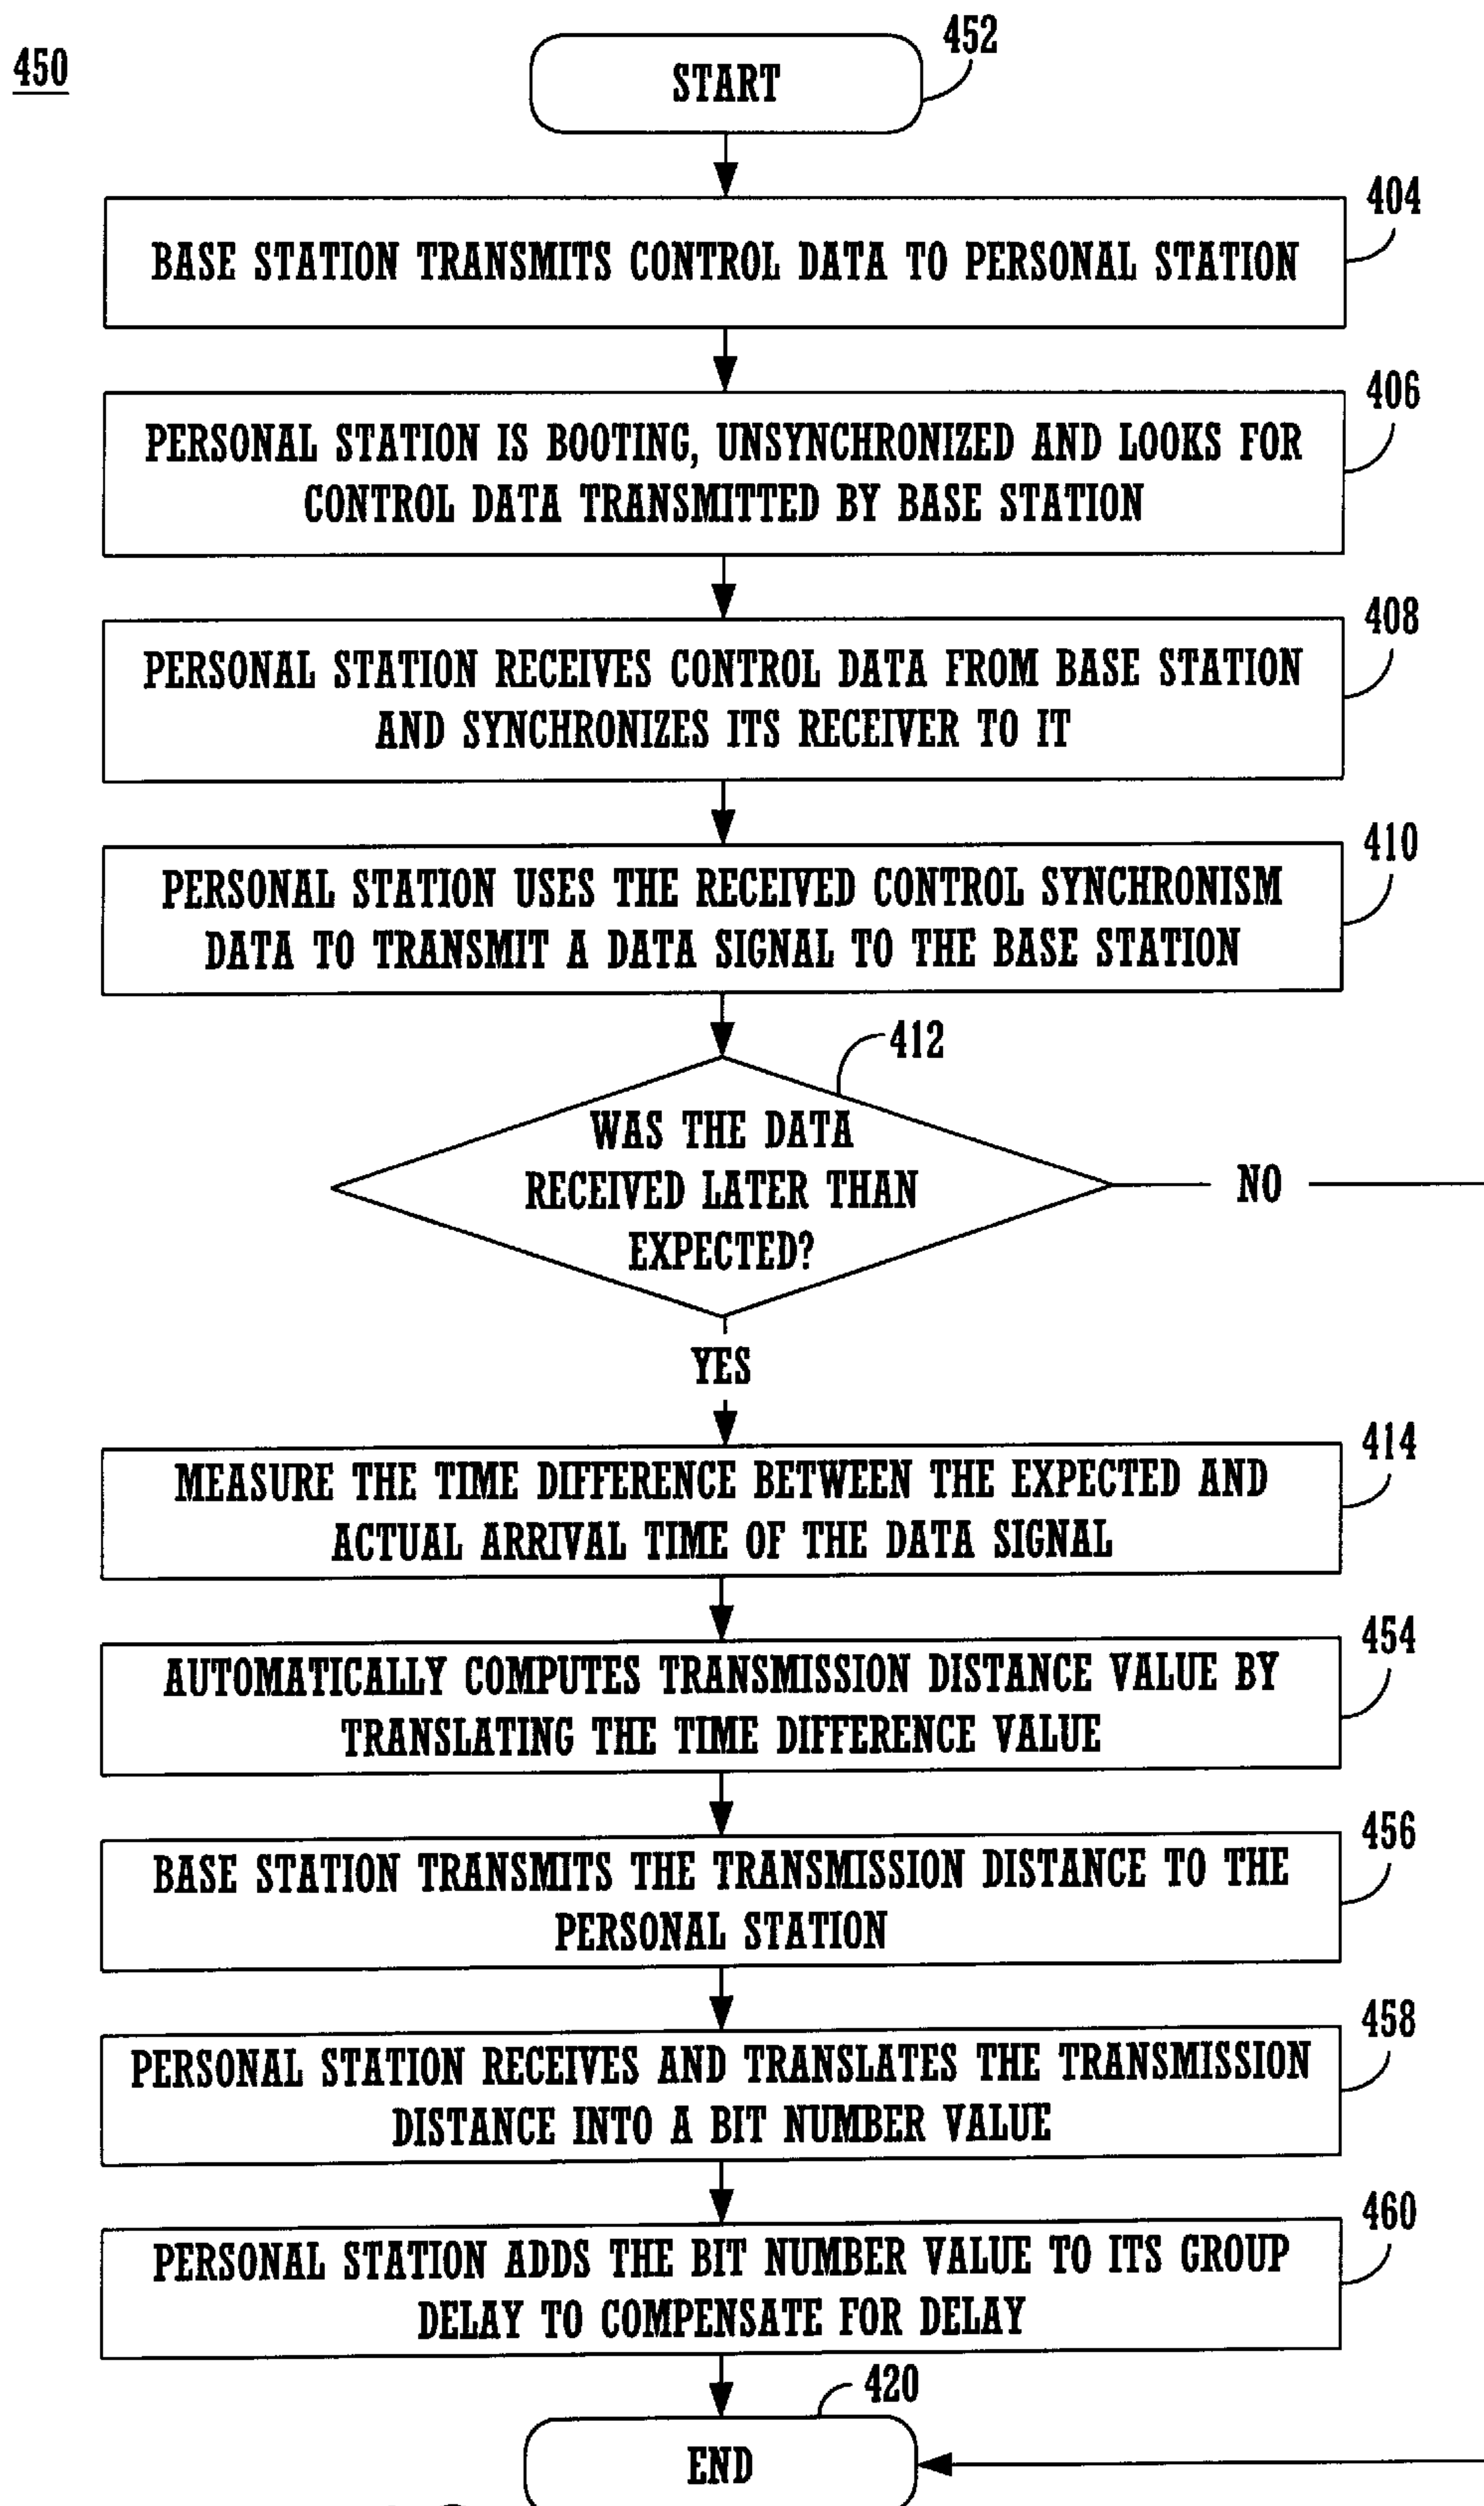 450
START
452
BASE STATION TRANSMITS CONTROL DATA TO PERSONAL STATION
404
PERSONAL STATION IS BOOTING, UNSYNCHRONIZED AND LOOKS FOR
CONTROL DATA TRANSMITTED BY BASE STATION
406
PERSONAL STATION RECEIVES CONTROL DATA FROM BASE STATION
AND SYNCHRONIZES ITS RECEIVER TO IT
408
PERSONAL STATION USES THE RECEIVED CONTROL SYNCHRONISM
DATA TO TRANSMIT A DATA SIGNAL TO THE BASE STATION
410
412
WAS THE DATA
RECEIVED LATER THAN
EXPECTED?
NO
YES
MEASURE THE TIME DIFFERENCE BETWEEN THE EXPECTED AND
ACTUAL ARRIVAL TIME OF THE DATA SIGNAL
414
AUTOMATICALLY COMPUTES TRANSMISSION DISTANCE VALUE BY
TRANSLATING THE TIME DIFFERENCE VALUE
454
BASE STATION TRANSMITS THE TRANSMISSION DISTANCE TO THE
PERSONAL STATION
456
PERSONAL STATION RECEIVES AND TRANSLATES THE TRANSMISSION
DISTANCE INTO A BIT NUMBER VALUE
458
PERSONAL STATION ADDS THE BIT NUMBER VALUE TO ITS GROUP
DELAY TO COMPENSATE FOR DELAY
460
420
END